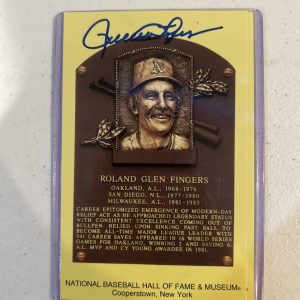 Rollie Fingers
A
ROLAND GLEN FINGERS
OAKLAND, A.L., 1968-1976
SAN DIEGO, N.L., 1977-1980
MILWAUKEE, A.L., 1981-1985
CAREER EPITOMIZED EMERGENCE OF MODERN-DAY
RELIEF ACE AS HE APPROACHED LEGENDARY STATUS
WITH CONSISTENT EXCELLENCE COMING OUT OF
BULLPEN. RELIED UPON SINKING FAST BALL TO
BECOME ALL-TIME MAJOR LEAGUE LEADER WITH
341 CAREER SAVES. APPEARED IN 16 WORLD SERIES
GAMES FOR OAKLAND, WINNING 2 AND SAVING 6.
A.L. MVP AND CY YOUNG AWARDS IN 1981.
NATIONAL BASEBALL HALL OF FAME & MUSEUM®
Cooperstown, New York